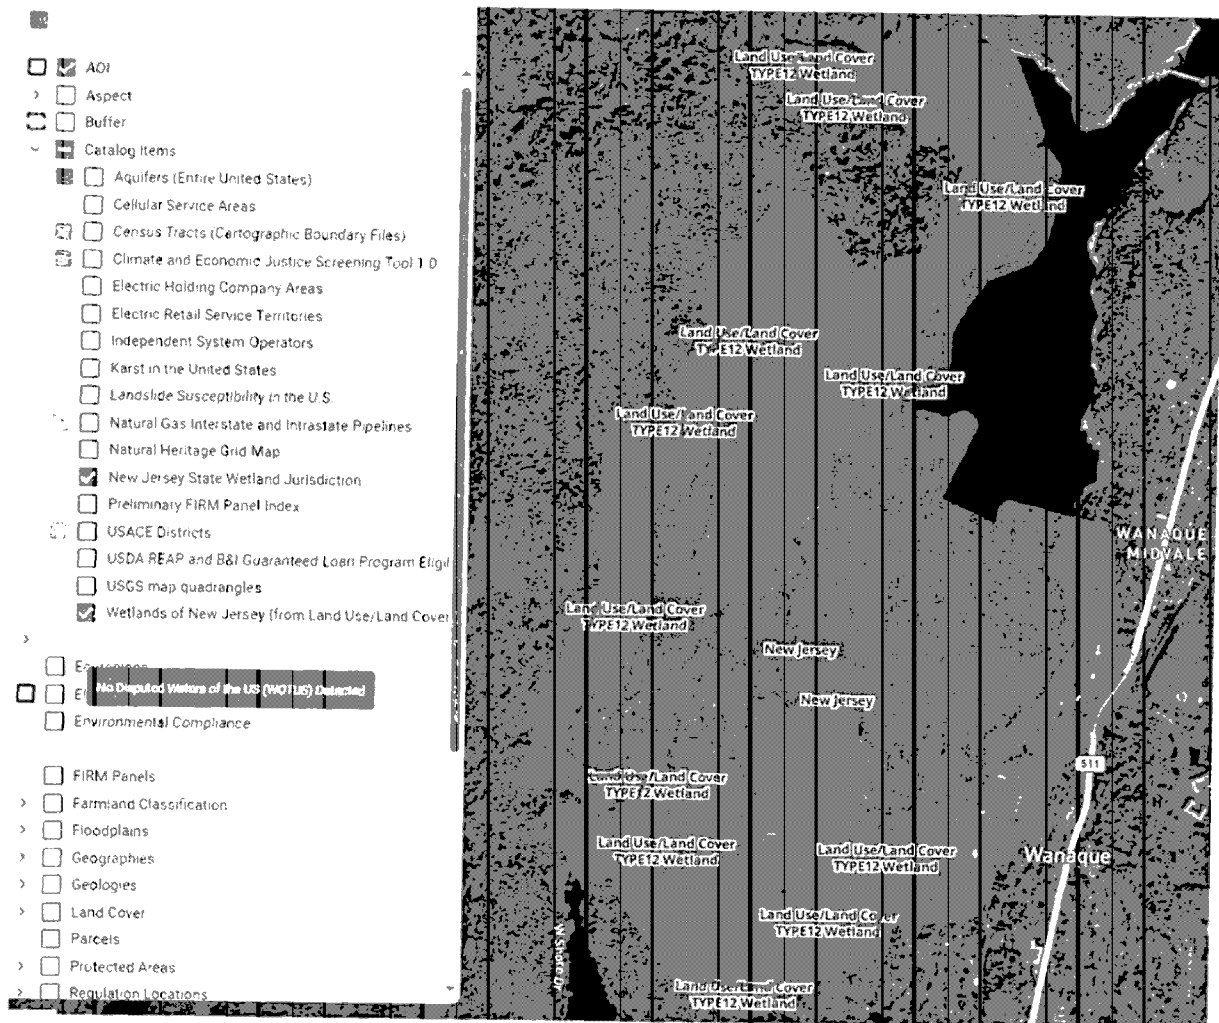 AOI
Aspect
Buffer
Catalog Items
Aquifers (Entire United States)
Cellular Service Areas
Census Tracts (Cartographic Boundary Files)
Climate and Economic Justice Screening Tool 1.0
Electric Holding Company Areas
Electric Retail Service Territories
Independent System Operators
Karst in the United States
Landslide Susceptibility in the U.S.
Natural Gas Interstate and Intrastate Pipelines
Natural Heritage Grid Map
New Jersey State Wetland Jurisdiction
Preliminary FIRM Panel Index
USACE Districts
USDA REAP and B&I Guaranteed Loan Program Eligil
USGS map quadrangles
Wetlands of New Jersey (from Land Use/Land Cover
No Disputed Waters of the US (WOTUS) Detected
Environmental Compliance
FIRM Panels
Farmland Classification
Floodplains
Geographies
Geologies
Land Cover
Parcels
Protected Areas
Regulation Locations
Land Use/Land Cover
TYPE12 Wetland
Land Use/Land Cover
TYPE12 Wetland
Land Use/Land Cover
TYPE12 Wetland
Land Use/Land Cover
TYPE12 Wetland
Land Use/Land Cover
TYPE12 Wetland
Land Use/Land Cover
TYPE12 Wetland
WANAQUE
MIDVALE
Land Use/Land Cover
TYPE12 Wetland
New Jersey
New Jersey
511
Land Use/Land Cover
TYPE12 Wetland
Land Use/Land Cover
TYPE12 Wetland
Land Use/Land Cover
TYPE12 Wetland
Wanaque
Land Use/Land Cover
TYPE12 Wetland
W Shore Dr
Land Use/Land Cover
TYPE12 Wetland